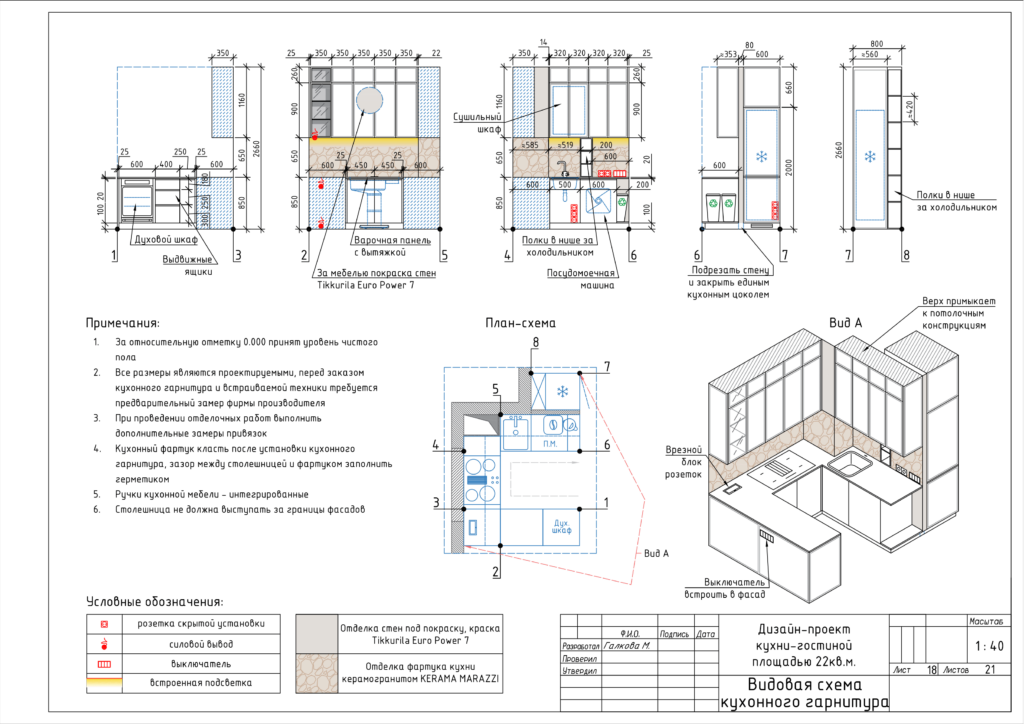 350
1160
650
850
2660
25
600
400
250
25
600
180
250
300
20
100
Духовой шкаф
Выдвижные
ящики
1
3
25
350
350
350
350
350
350
22
260
900
650
850
25
25
600
450
450
600
Варочная панель
с вытяжкой
За мебелью покраска стен
Tikkurila Euro Power 7
2
5
14
350
320
320
320
320
25
1160
260
900
650
850
Сушильный
шкаф
≈585
≈519
200
600
20
600
500
600
200
100
Полки в нише за
холодильником
Посудомоечная
машина
4
6
80
≈353
600
660
2000
600
Подрезать стену
и закрыть единым
кухонным цоколем
6
7
800
≈560
≈420
2660
Полки в нише
за холодильником
7
8
Примечания:
1. За относительную отметку 0.000 принят уровень чистого
пола
2. Все размеры являются проектируемыми, перед заказом
кухонного гарнитура и встраиваемой техники требуется
предварительный замер фирмы производителя
3. При проведении отделочных работ выполнить
дополнительные замеры привязок
4. Кухонный фартук класть после установки кухонного
гарнитура, зазор между столешницей и фартуком заполнить
герметиком
5. Ручки кухонной мебели – интегрированные
6. Столешница не должна выступать за границы фасадов
План-схема
8
7
5
4
6
П.М.
3
1
Дух.
шкаф
2
Вид А
Вид А
Верх примыкает
к потолочным
конструкциям
Врезной
блок
розеток
Выключатель
встроить в фасад
Условные обозначения:
розетка скрытой установки
силовой вывод
выключатель
встроенная подсветка
Отделка стен под покраску, краска
Tikkurila Euro Power 7
Отделка фартука кухни
керамогранитом KERAMA MARAZZI
Ф.И.О. Подпись Дата
Разработал Галкова М.
Проверил
Утвердил
Дизайн-проект
кухни-гостиной
площадью 22кв.м.
Видовая схема
кухонного гарнитура
Масштаб
1:40
Лист 18 Листов 21